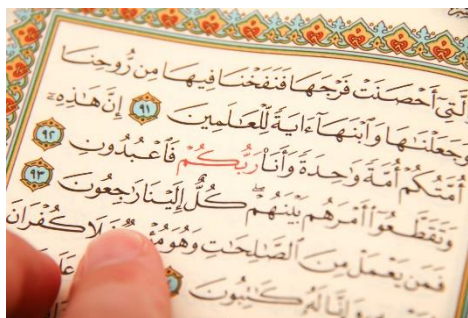 ٱلَّتِىٓ أَحْصَنَتْ فَرْجَهَا فَنَفَخْنَا فِيهَا مِن رُّوحِنَا
وَجَعَلْنَٰهَا وَٱبْنَهَآ ءَايَةً لِّلْعَٰلَمِينَ ٩١ إِنَّ هَٰذِهِۦٓ
أُمَّتُكُمْ أُمَّةً وَٰحِدَةً وَأَنَا۠ رَبُّكُمْ فَٱعْبُدُونِ ٩٢
وَتَقَطَّعُوٓا۟ أَمْرَهُم بَيْنَهُمْ ۖ كُلٌّ إِلَيْنَا رَٰجِعُونَ ٩٣
فَمَن يَعْمَلْ مِنَ ٱلصَّٰلِحَٰتِ وَهُوَ فَلَا كُفْرَانَ
وَإِنَّا لَهُۥ كَٰتِبُونَ